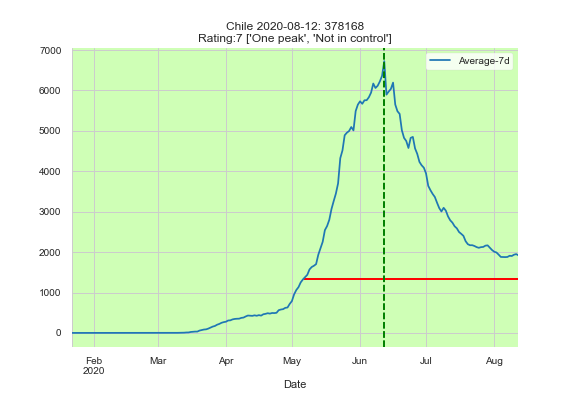 Chile 2020-08-12: 378168
Rating:7 ['One peak', 'Not in control']
7000
Average-7d
6000
5000
4000
3000
2000
1000
0
Feb
2020
Mar
Apr
May
Jun
Jul
Aug
Date